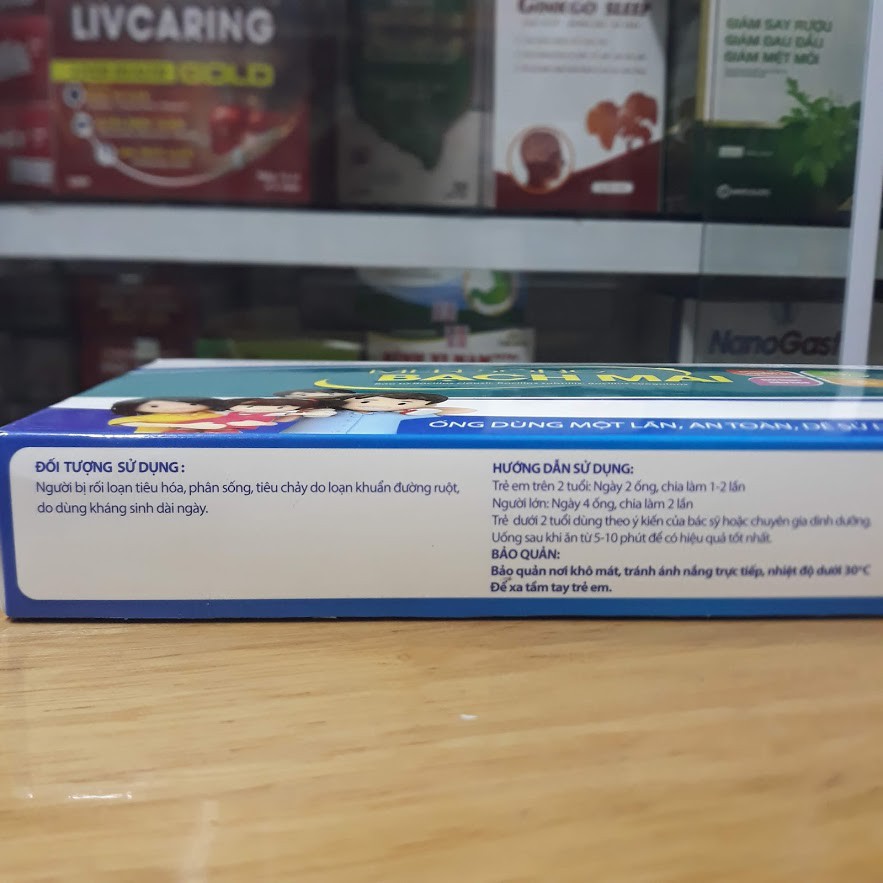 LIVCARING
GOLD
GINKGO SLEEP
GIẢM SAY RƯỢU
GIẢM ĐAU ĐẦU
GIẢM MỆT MỎI
NanoGast
BẠCH MAI
ỐNG DÙNG MỘT LẦN, AN TOÀN, DỄ SỬ
ĐỐI TƯỢNG SỬ DỤNG:
Người bị rối loạn tiêu hóa, phân sống, tiêu chảy do loạn khuẩn đường ruột,
do dùng kháng sinh dài ngày.
HƯỚNG DẪN SỬ DỤNG:
Trẻ em trên 2 tuổi: Ngày 2 ống, chia làm 1-2 lần
Người lớn: Ngày 4 ống, chia làm 2 lần
Trẻ dưới 2 tuổi dùng theo ý kiến của bác sỹ hoặc chuyên gia dinh dưỡng
Uống sau khi ăn từ 5-10 phút để có hiệu quả tốt nhất.
BẢO QUẢN:
Bảo quản nơi khô mát, tránh ánh nắng trực tiếp, nhiệt độ dưới 30°C
Để xa tầm tay trẻ em.